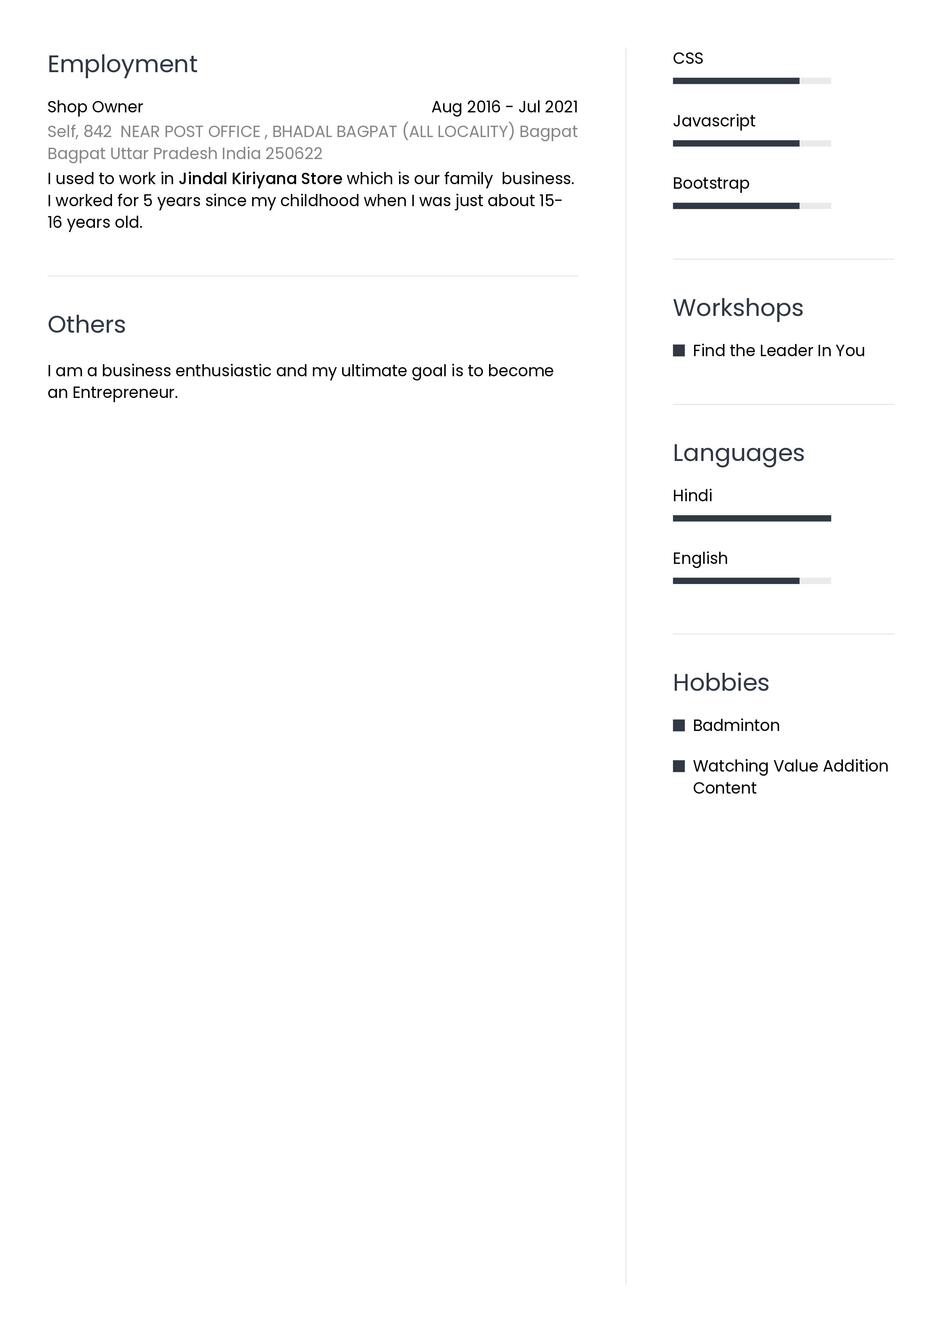 Employment
Shop Owner Aug 2016 - Jul 2021
Self, 842  NEAR POST OFFICE , BHADAL BAGPAT (ALL LOCALITY) Bagpat
Bagpat Uttar Pradesh India 250622
I used to work in Jindal Kiriyana Store which is our family  business.
I worked for 5 years since my childhood when I was just about 15-
16 years old.
Others
I am a business enthusiastic and my ultimate goal is to become
an Entrepreneur.
CSS
Javascript
Bootstrap
Workshops
Find the Leader In You
Languages
Hindi
English
Hobbies
Badminton
Watching Value Addition
Content